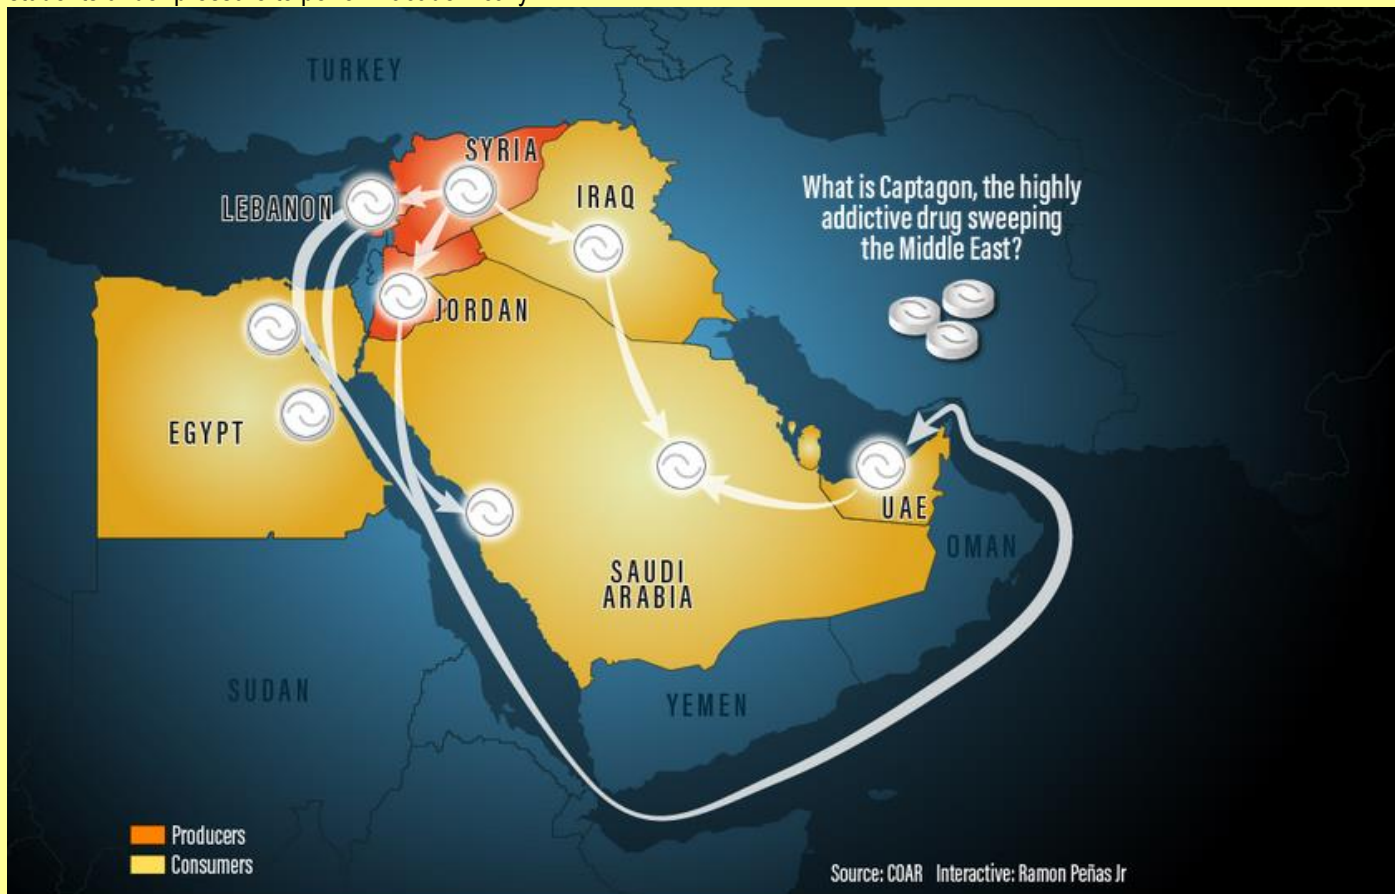 TURKEY
SYRIA
LEBANON
IRAQ
What is Captagon, the highly
addictive drug sweeping
the Middle East?
JORDAN
EGYPT
UAE
OMAN
SAUDI
ARABIA
SUDAN
YEMEN
Producers
Consumers
Source: COAR Interactive: Ramon Peñas Jr